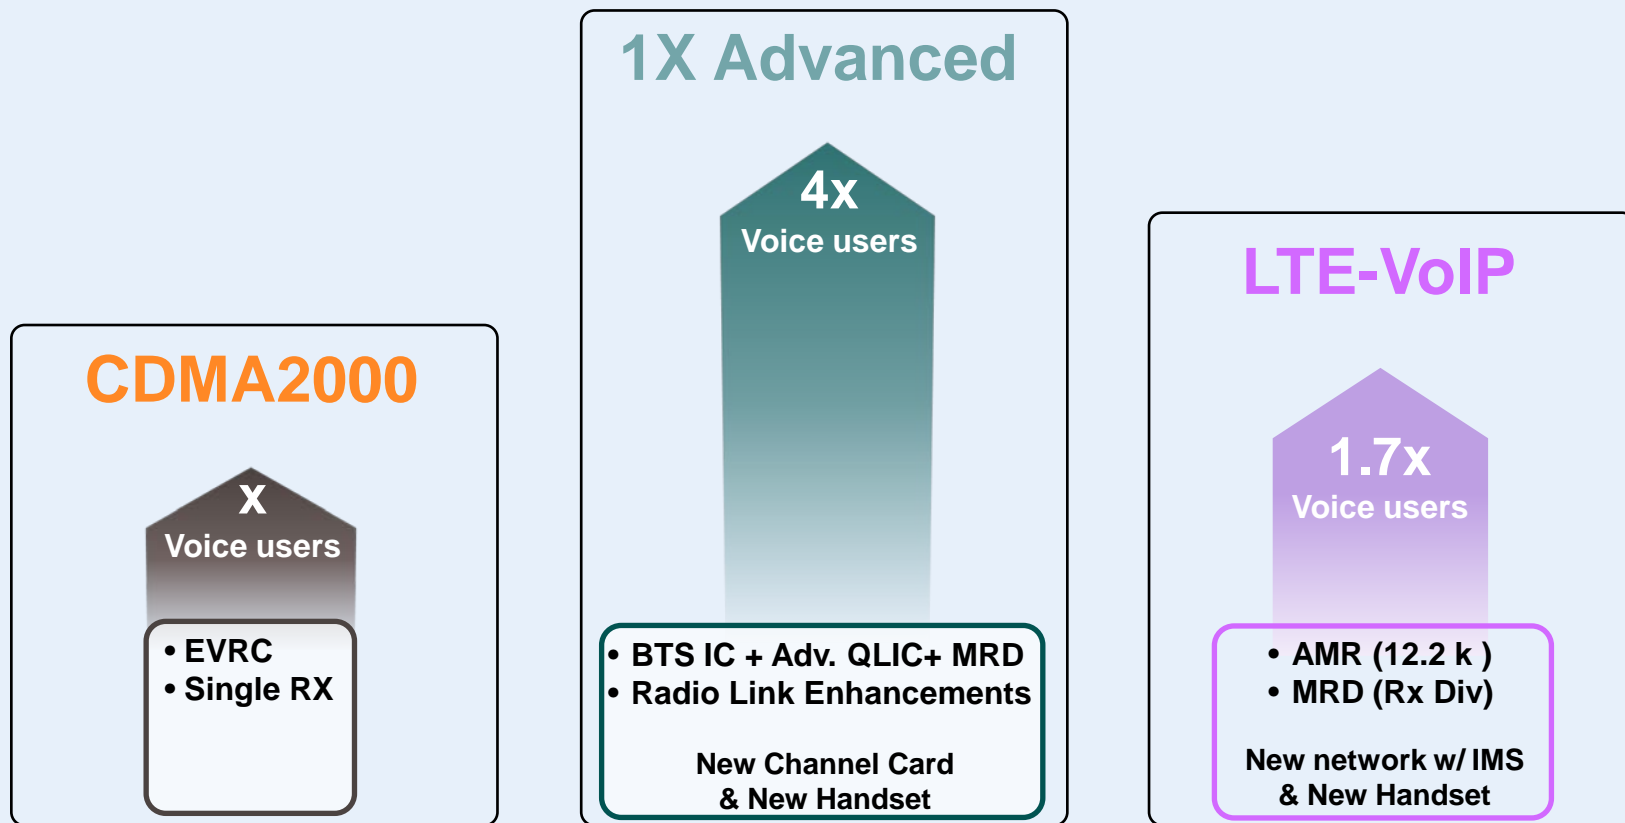 CDMA2000
x
Voice users
• EVRC
• Single RX
1X Advanced
4x
Voice users
• BTS IC + Adv. QLIC+ MRD
• Radio Link Enhancements
New Channel Card
& New Handset
LTE-VoIP
1.7x
Voice users
• AMR (12.2 k )
• MRD (Rx Div)
New network w/ IMS
& New Handset